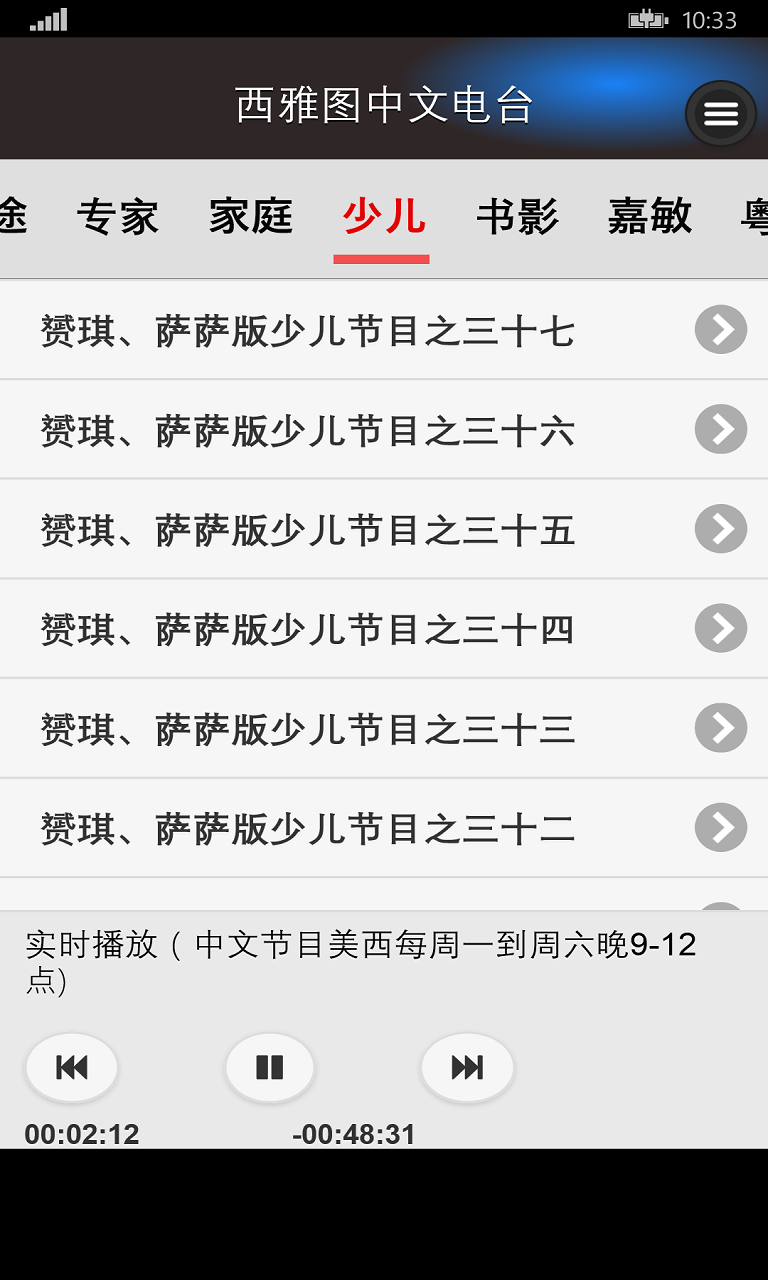 10:33
西雅图中文电台
途 专家 家庭 少儿 书影 嘉敏 粤
赟琪、萨萨版少儿节目之三十七
赟琪、萨萨版少儿节目之三十六
赟琪、萨萨版少儿节目之三十五
赟琪、萨萨版少儿节目之三十四
赟琪、萨萨版少儿节目之三十三
赟琪、萨萨版少儿节目之三十二
实时播放（中文节目美西每周一到周六晚9-12
点)
00:02:12 -00:48:31